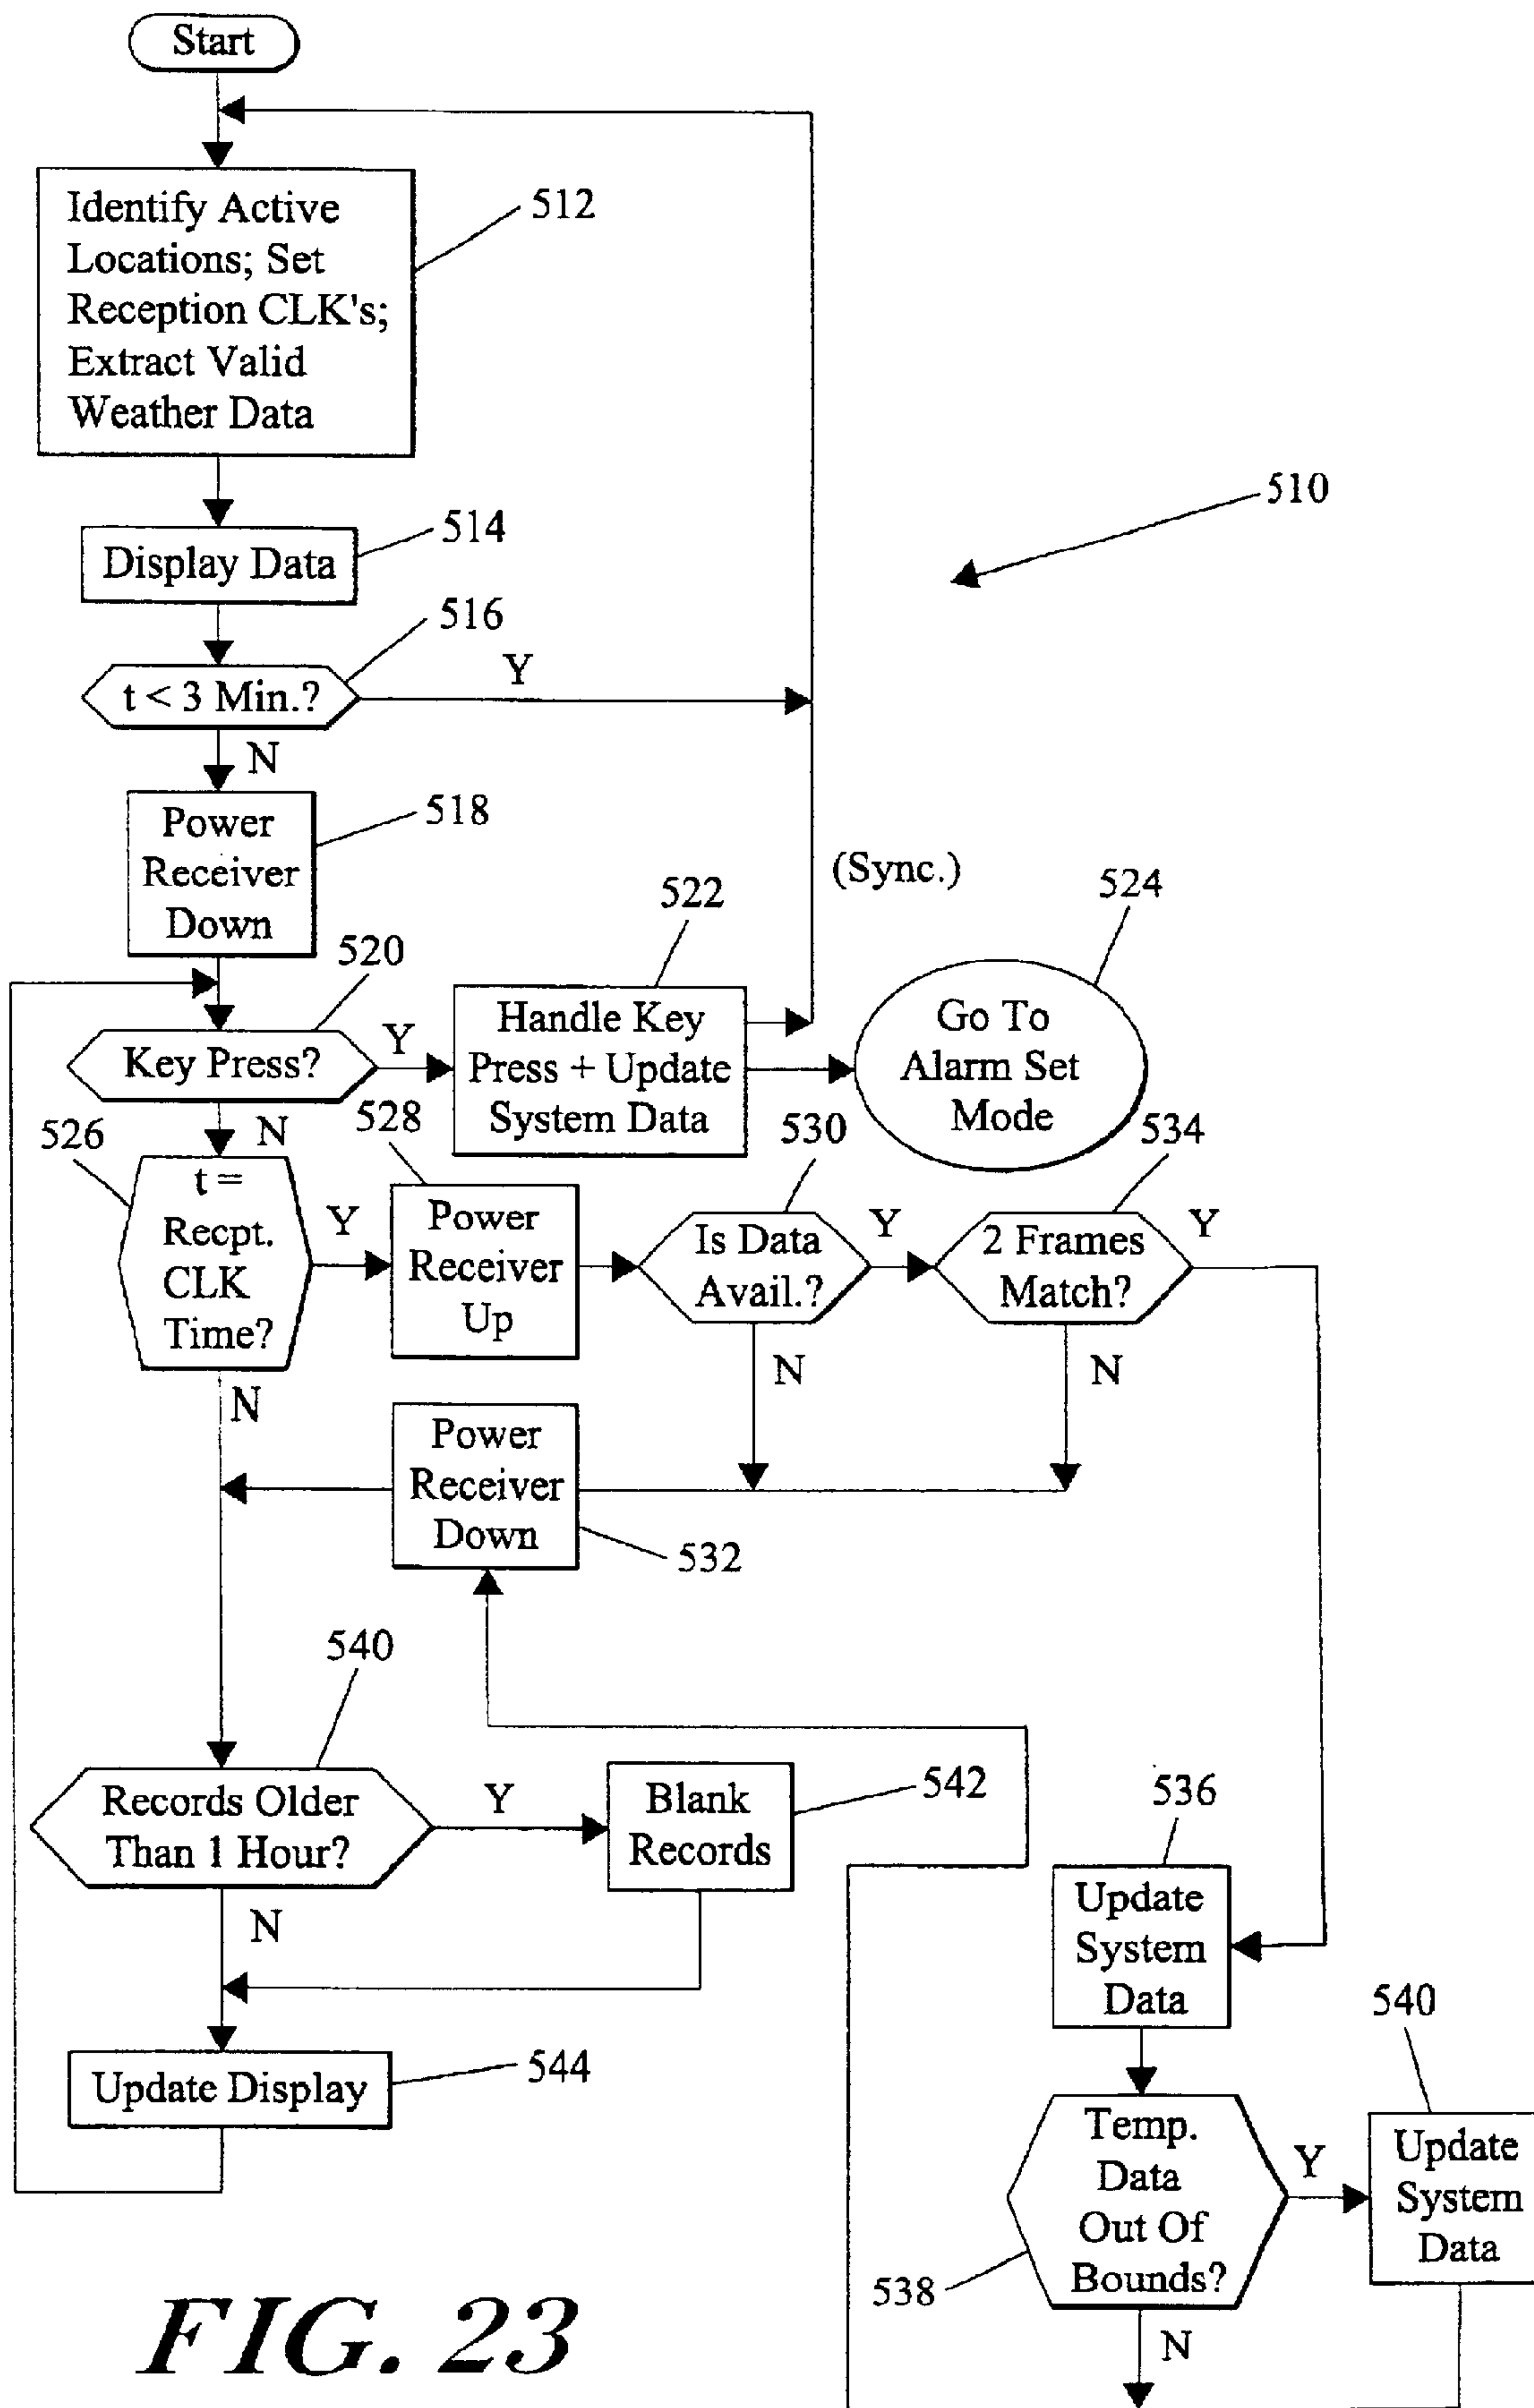 Start
Identify Active
Locations; Set
Reception CLK's;
Extract Valid
Weather Data
512
510
Display Data
514
516
t < 3 Min.?
Y
N
Power
Receiver
Down
518
(Sync.)
520
Key Press?
Y
N
522
Handle Key
Press + Update
System Data
524
Go To
Alarm Set
Mode
526
t =
Recpt.
CLK
Time?
Y
N
528
Power
Receiver
Up
530
Is Data
Avail.?
Y
N
534
2 Frames
Match?
Y
N
Power
Receiver
Down
532
540
Records Older
Than 1 Hour?
Y
N
Blank
Records
542
536
Update
System
Data
Update Display
544
538
Temp.
Data
Out Of
Bounds?
Y
N
540
Update
System
Data
FIG. 23